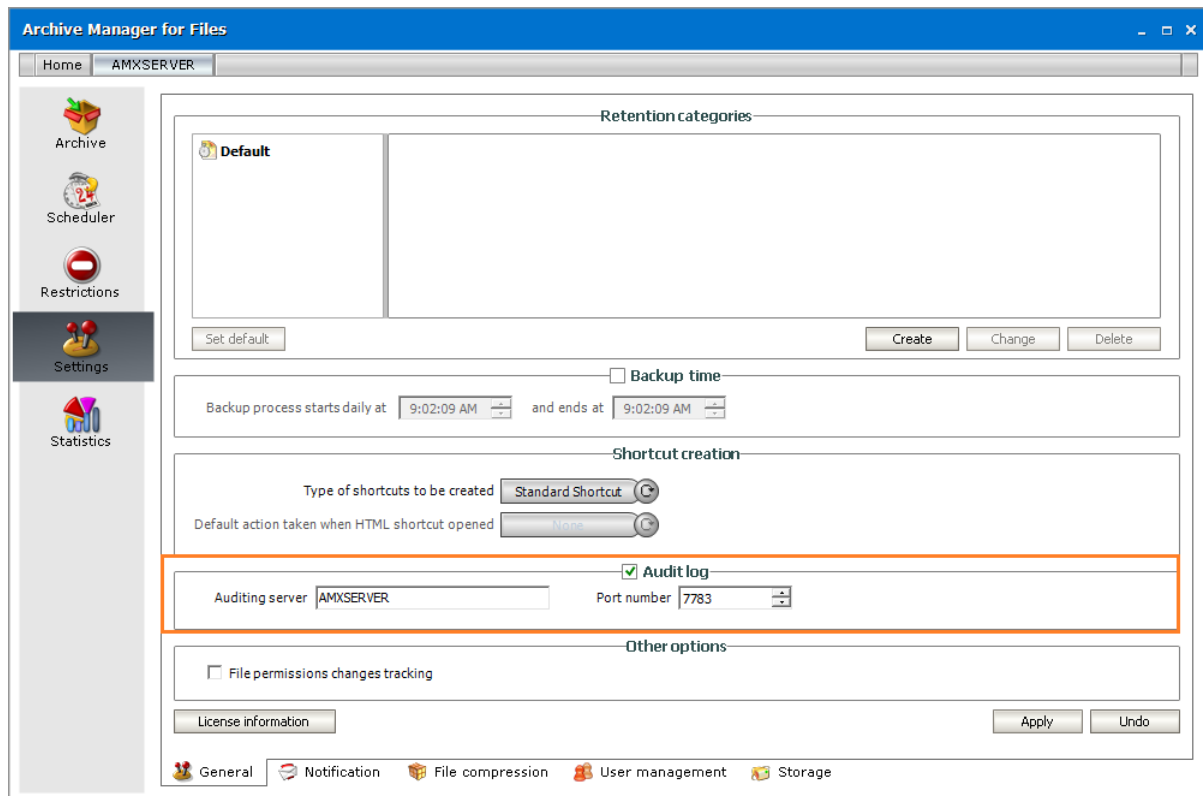 Archive Manager for Files
Home AMXSERVER
Archive
Scheduler
Restrictions
Settings
Statistics
Retention categories
Default
Set default Create Change Delete
Backup time
Backup process starts daily at 9:02:09 AM and ends at 9:02:09 AM
Shortcut creation
Type of shortcuts to be created Standard Shortcut
Default action taken when HTML shortcut opened None
Audit log
Auditing server AMXSERVER Port number 7783
Other options
File permissions changes tracking
License information Apply Undo
General Notification File compression User management Storage